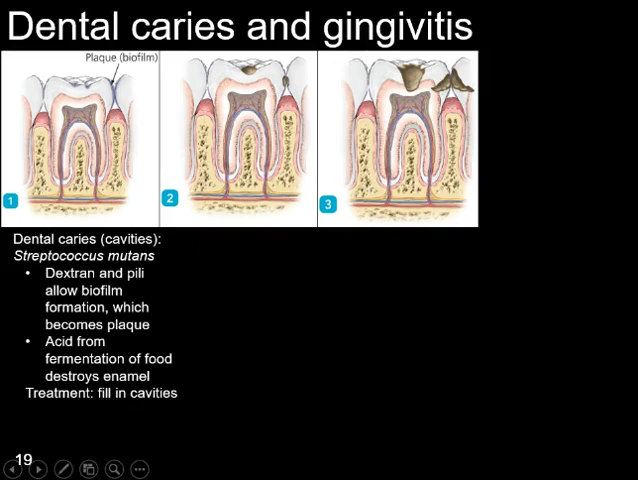 Dental caries and gingivitis
Plaque (biofilm)
1
2
3
Dental caries (cavities):
Streptococcus mutans
• Dextran and pili
allow biofilm
formation, which
becomes plaque
• Acid from
fermentation of food
destroys enamel
Treatment: fill in cavities
19